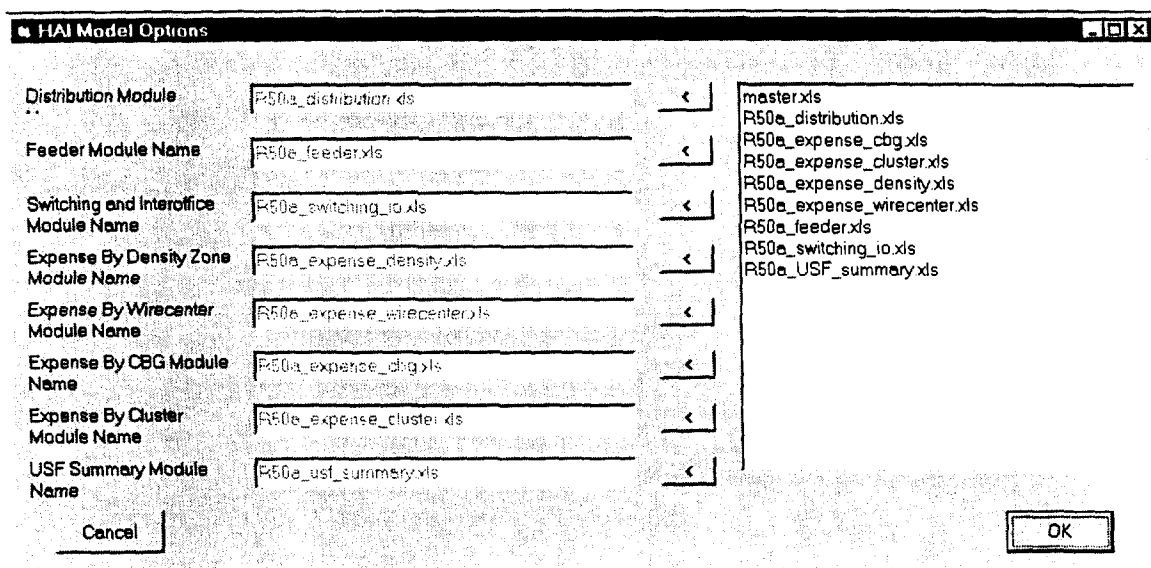 HAI Model Options
Distribution Module
R50a_distribution.xls
<
Feeder Module Name
R50a_feeder.xls
<
Switching and Interoffice
Module Name
R50a_switching_io.xls
<
Expense By Density Zone
Module Name
R50a_expense_density.xls
<
Expense By Wirecenter
Module Name
R50a_expense_wirecenter.xls
<
Expense By CBG Module
Name
R50a_expense_cbg.xls
<
Expense By Cluster
Module Name
R50a_expense_cluster.xls
<
USF Summary Module
Name
R50a_usf_summary.xls
<
master.xls
R50a_distribution.xls
R50a_expense_cbg.xls
R50a_expense_cluster.xls
R50a_expense_density.xls
R50a_expense_wirecenter.xls
R50a_feeder.xls
R50a_switching_io.xls
R50a_USF_summary.xls
Cancel
OK